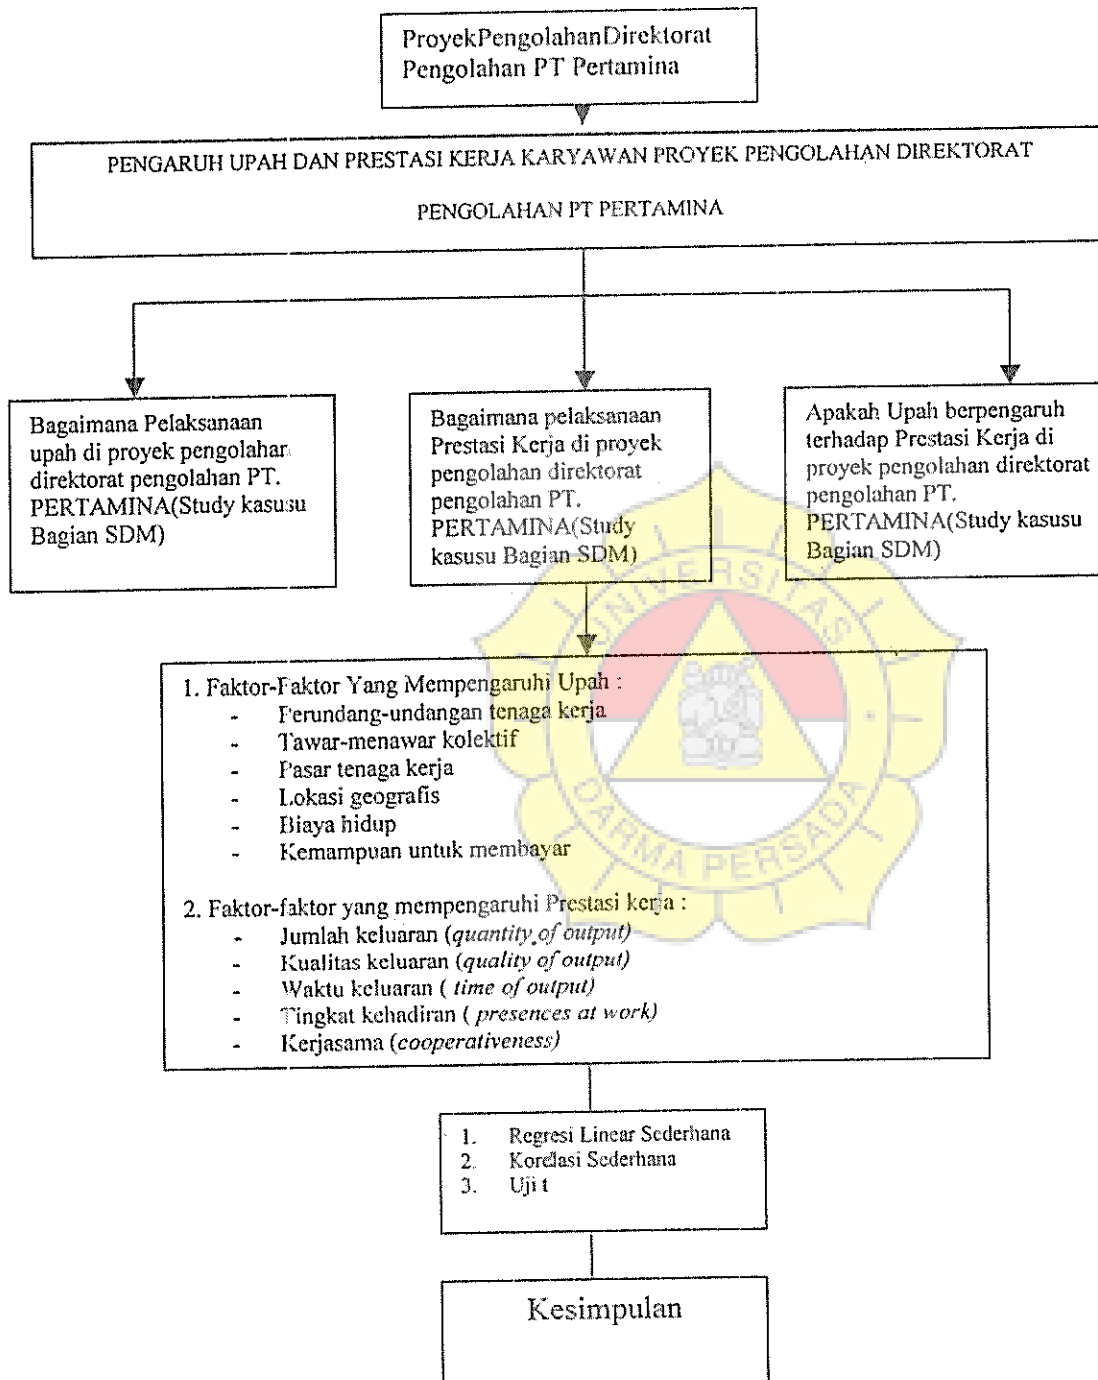 ProyekPengolahanDirektorat
Pengolahan PT Pertamina
PENGARUH UPAH DAN PRESTASI KERJA KARYAWAN PROYEK PENGOLAHAN DIREKTORAT
PENGOLAHAN PT PERTAMINA
Bagaimana Pelaksanaan
upah di proyek pengolahan
direktorat pengolahan PT.
PERTAMINA(Study kasusu
Bagian SDM)
Bagaimana pelaksanaan
Prestasi Kerja di proyek
pengolahan direktorat
pengolahan PT.
PERTAMINA(Study
kasusu Bagian SDM)
Apakah Upah berpengaruh
terhadap Prestasi Kerja di
proyek pengolahan direktorat
pengolahan PT.
PERTAMINA(Study kasusu
Bagian SDM)
UNIVERSITAS
DARMA PERSADA
1. Faktor-Faktor Yang Mempengaruhi Upah :
- Perundang-undangan tenaga kerja
- Tawar-menawar kolektif
- Pasar tenaga kerja
- Lokasi geografis
- Biaya hidup
- Kemampuan untuk membayar
2. Faktor-faktor yang mempengaruhi Prestasi kerja :
- Jumlah keluaran (quantity of output)
- Kualitas keluaran (quality of output)
- Waktu keluaran ( time of output)
- Tingkat kehadiran ( presences at work)
- Kerjasama (cooperativeness)
1. Regresi Linear Sederhana
2. Korelasi Sederhana
3. Uji t
Kesimpulan